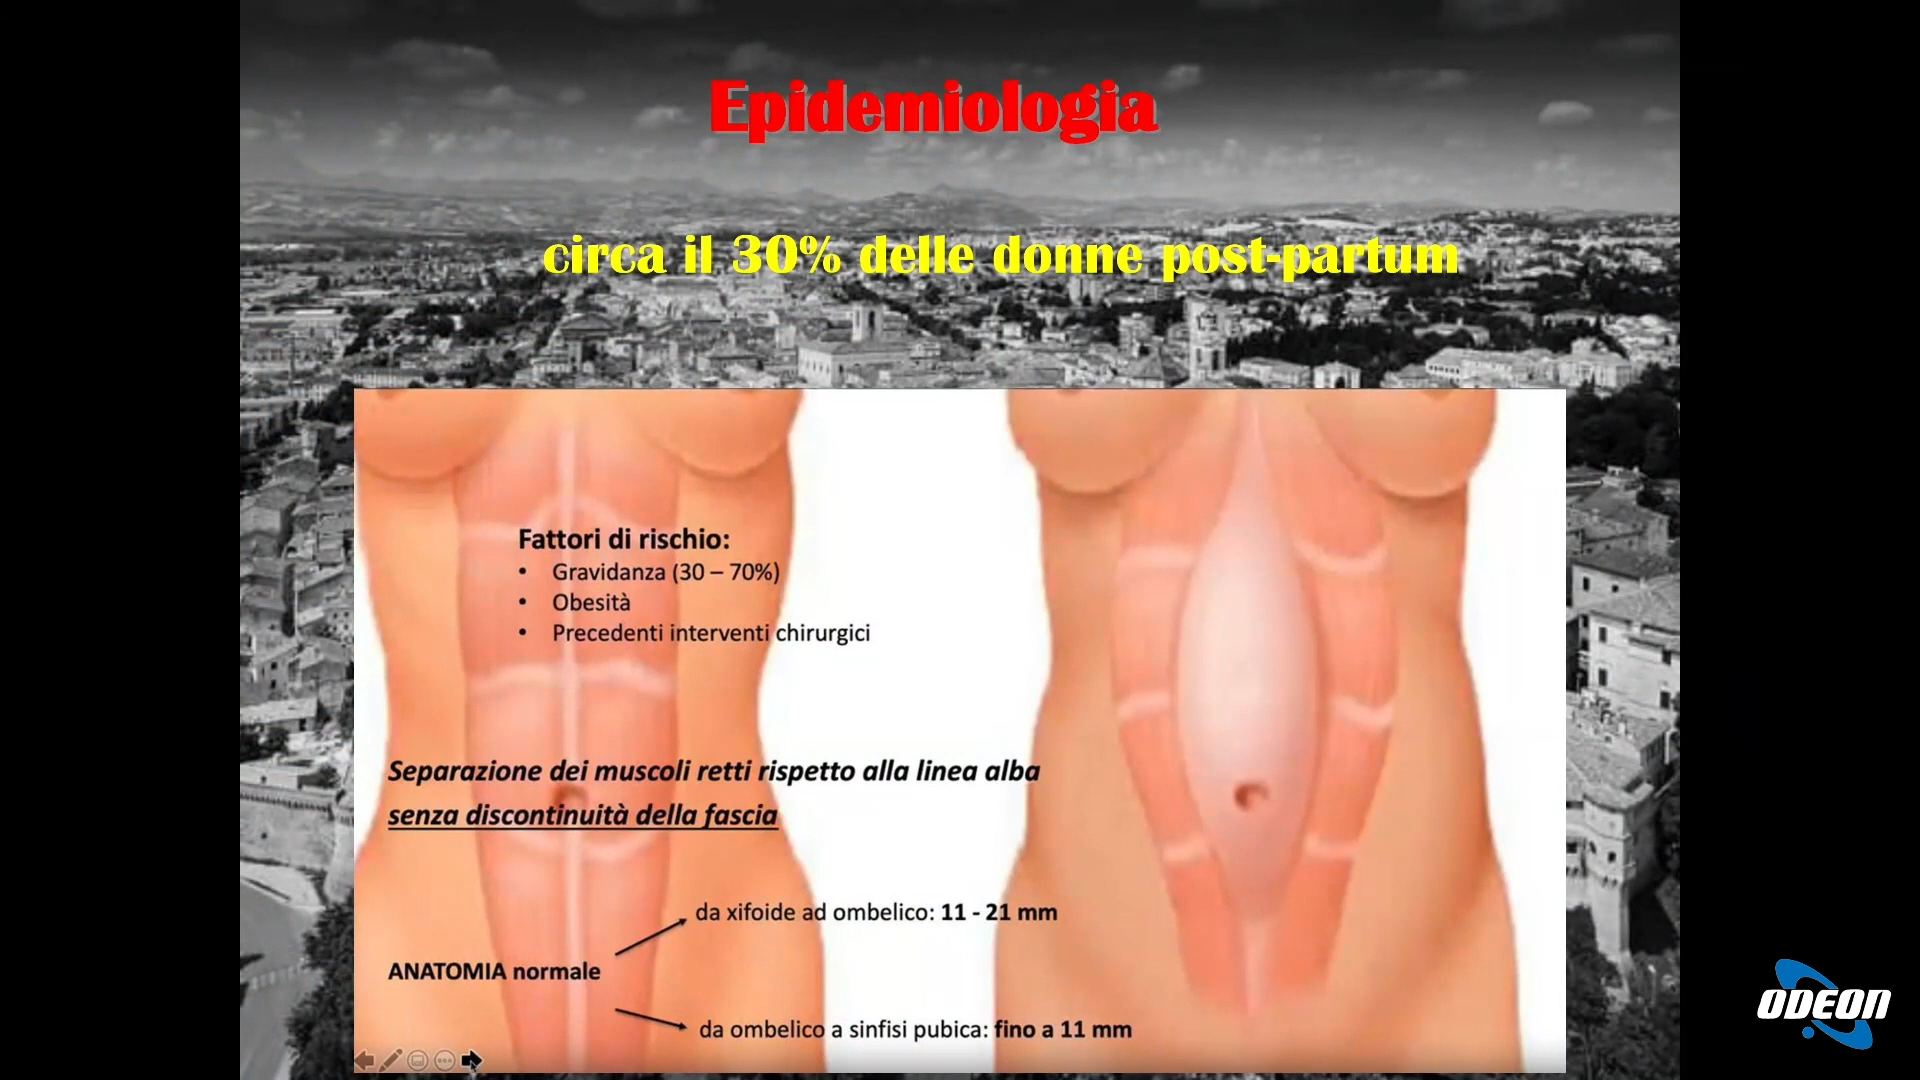 Epidemiologia
circa il 30% delle donne post-partum
Fattori di rischio:
• Gravidanza (30 – 70%)
• Obesità
• Precedenti interventi chirurgici
Separazione dei muscoli retti rispetto alla linea alba
senza discontinuità della fascia
da xifoide ad ombelico: 11 - 21 mm
ANATOMIA normale
da ombelico a sinfisi pubica: fino a 11 mm
ODEON